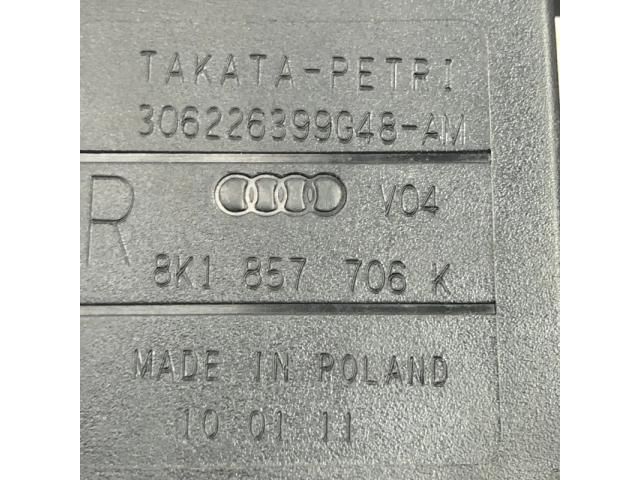 TAKATA-PETRI
306226399G48-AM
R V04
8K1 857 706 K
MADE IN POLAND
10 01 11